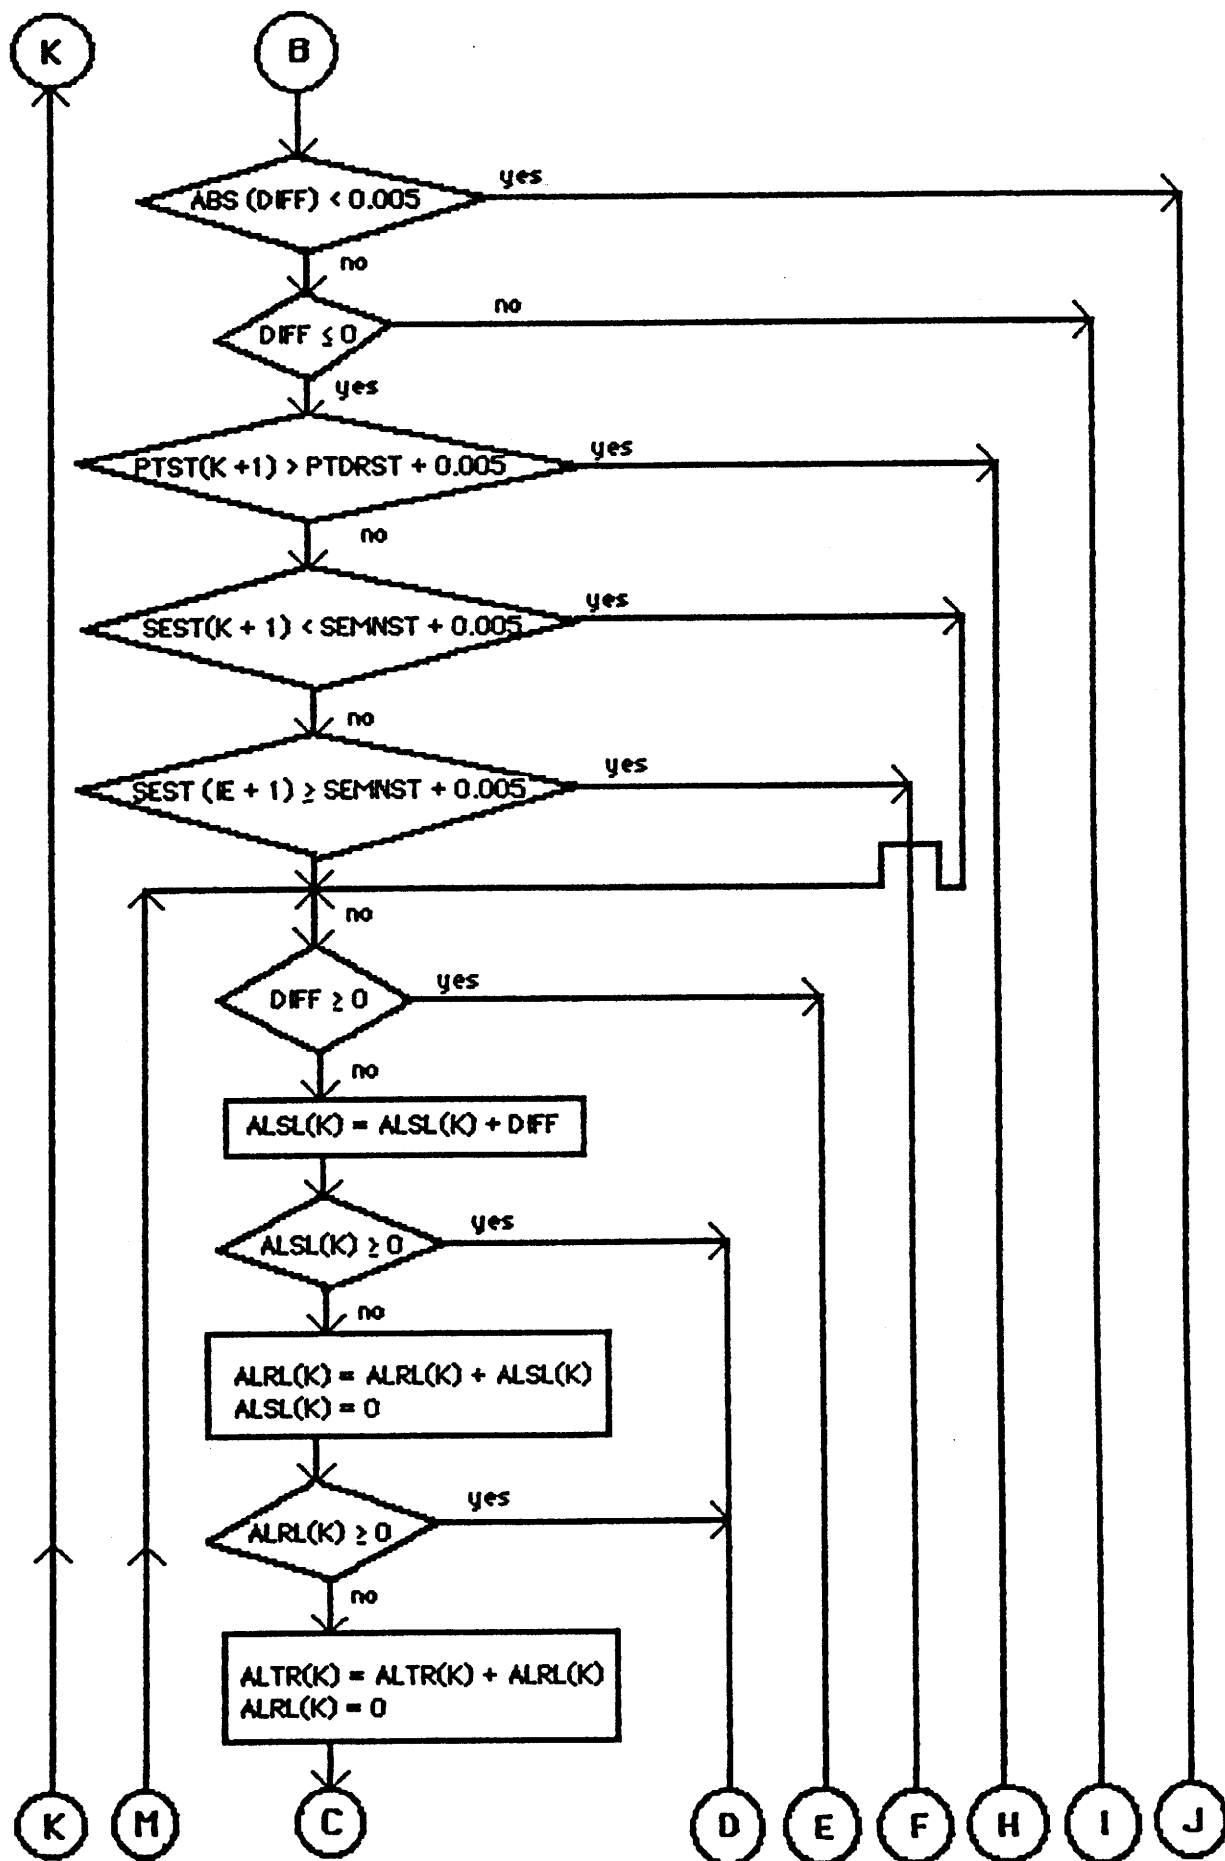 K
B
ABS (DIFF) < 0.005
yes
no
DIFF ≤ 0
no
yes
PTST(K +1) > PTDRST + 0.005
yes
no
SEST(K + 1) < SEMNST + 0.005
yes
no
SEST (IE + 1) ≥ SEMNST + 0.005
yes
no
DIFF ≥ 0
yes
no
ALSL(K) = ALSL(K) + DIFF
ALSL(K) ≥ 0
yes
no
ALRL(K) = ALRL(K) + ALSL(K)
ALSL(K) = 0
ALRL(K) ≥ 0
yes
no
ALTR(K) = ALTR(K) + ALRL(K)
ALRL(K) = 0
K
M
C
D
E
F
H
I
J